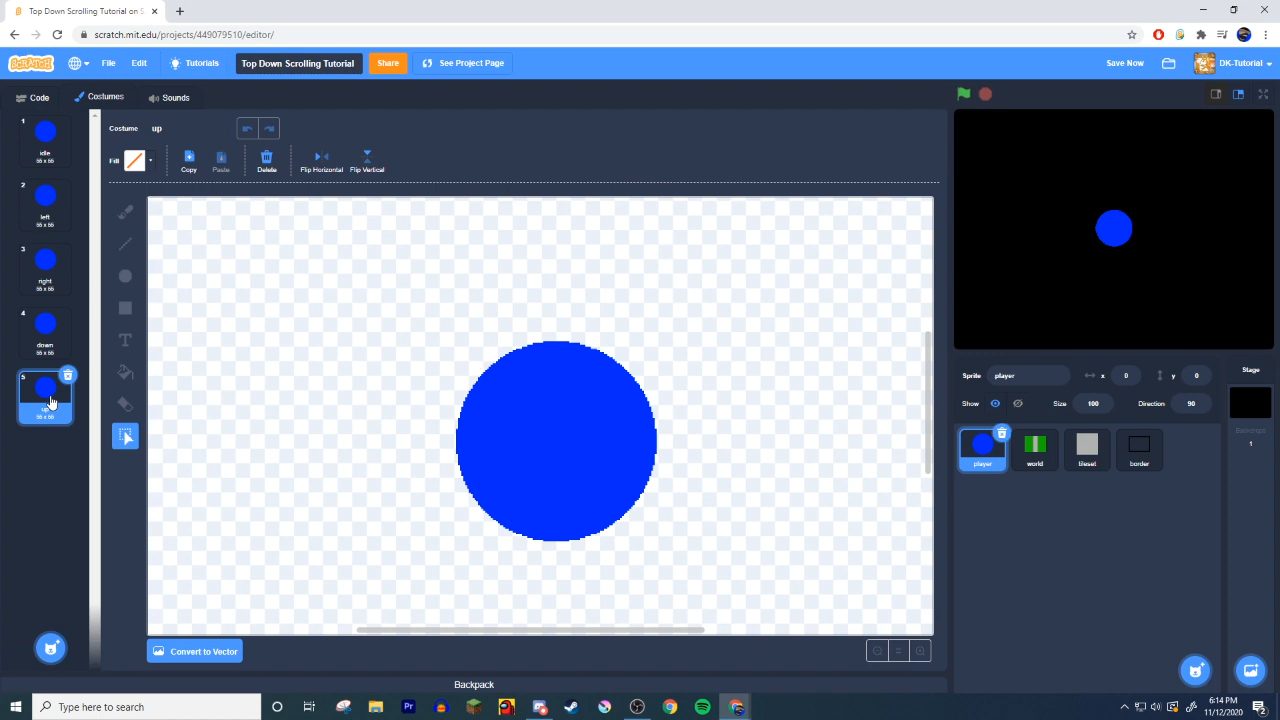 Top Down Scrolling Tutorial on S
scratch.mit.edu/projects/449079510/editor/
SCRATCH
File
Edit
Tutorials
Top Down Scrolling Tutorial
Share
See Project Page
Save Now
DK-Tutorial
Code
Costumes
Sounds
1
idle
55 x 55
2
left
55 x 55
3
right
55 x 55
4
down
55 x 55
5
55 x 55
Costume
up
Fill
Copy
Paste
Delete
Flip Horizontal
Flip Vertical
T
Convert to Vector
Backpack
Sprite
player
x
0
y
0
Show
Size
100
Direction
90
player
world
tileset
border
Stage
Backdrops
1
Type here to search
Pr
6:14 PM
11/12/2020
2